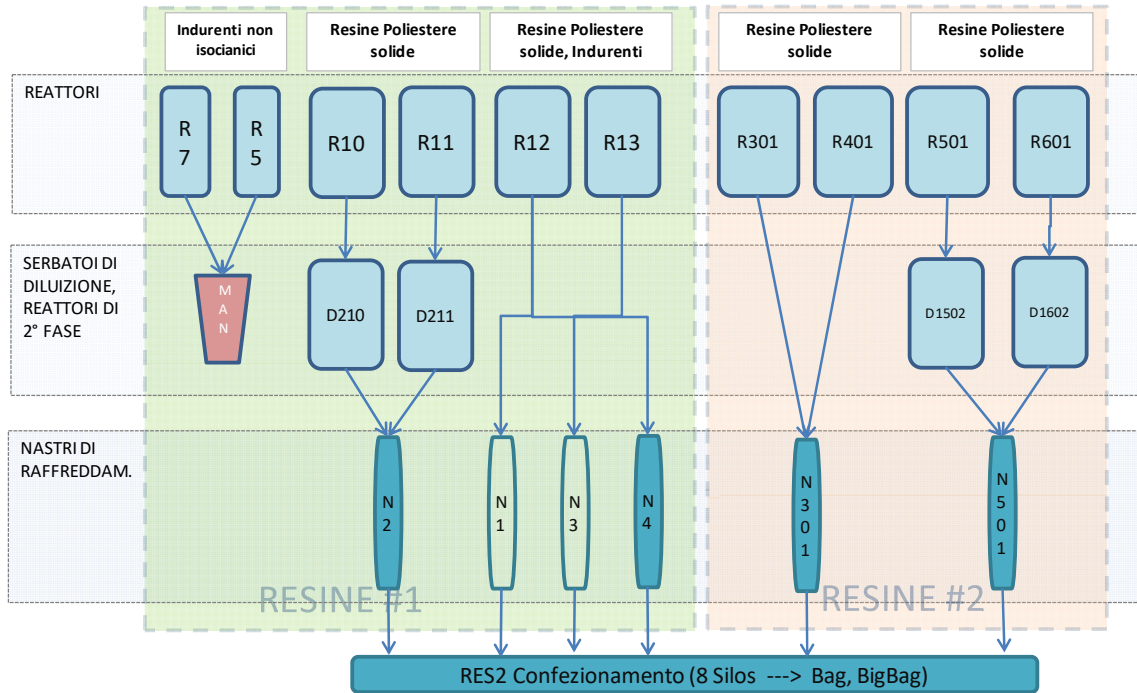 Indurenti non
isocianici
Resine Poliestere
solide
Resine Poliestere
solide, Indurenti
Resine Poliestere
solide
Resine Poliestere
solide
REATTORI
R
7
R
5
R10
R11
R12
R13
R301
R401
R501
R601
SERBATOI DI
DILUIZIONE,
REATTORI DI
2° FASE
M
A
N
D210
D211
D1502
D1602
NASTRI DI
RAFFREDDAM.
N
2
N
1
N
3
N
4
N
3
0
1
N
5
0
1
RESINE #1
RESINE #2
RES2 Confezionamento (8 Silos ---> Bag, BigBag)